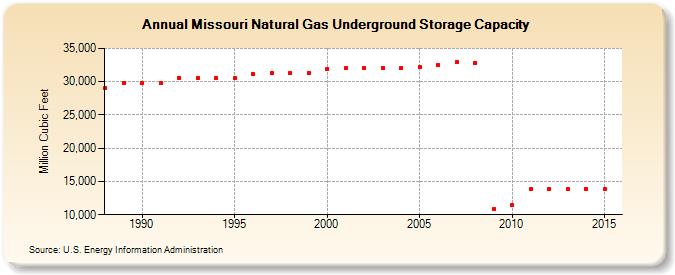 Annual Missouri Natural Gas Underground Storage Capacity
Million Cubic Feet
35,000
30,000
25,000
20,000
15,000
10,000
1990 1995 2000 2005 2010 2015
Source: U.S. Energy Information Administration